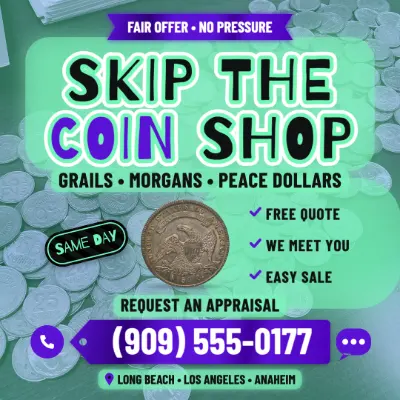 FAIR OFFER • NO PRESSURE
SKIP THE
COIN SHOP
GRAILS • MORGANS • PEACE DOLLARS
SAME DAY
FREE QUOTE
WE MEET YOU
EASY SALE
REQUEST AN APPRAISAL
(909) 555-0177
LONG BEACH • LOS ANGELES • ANAHEIM